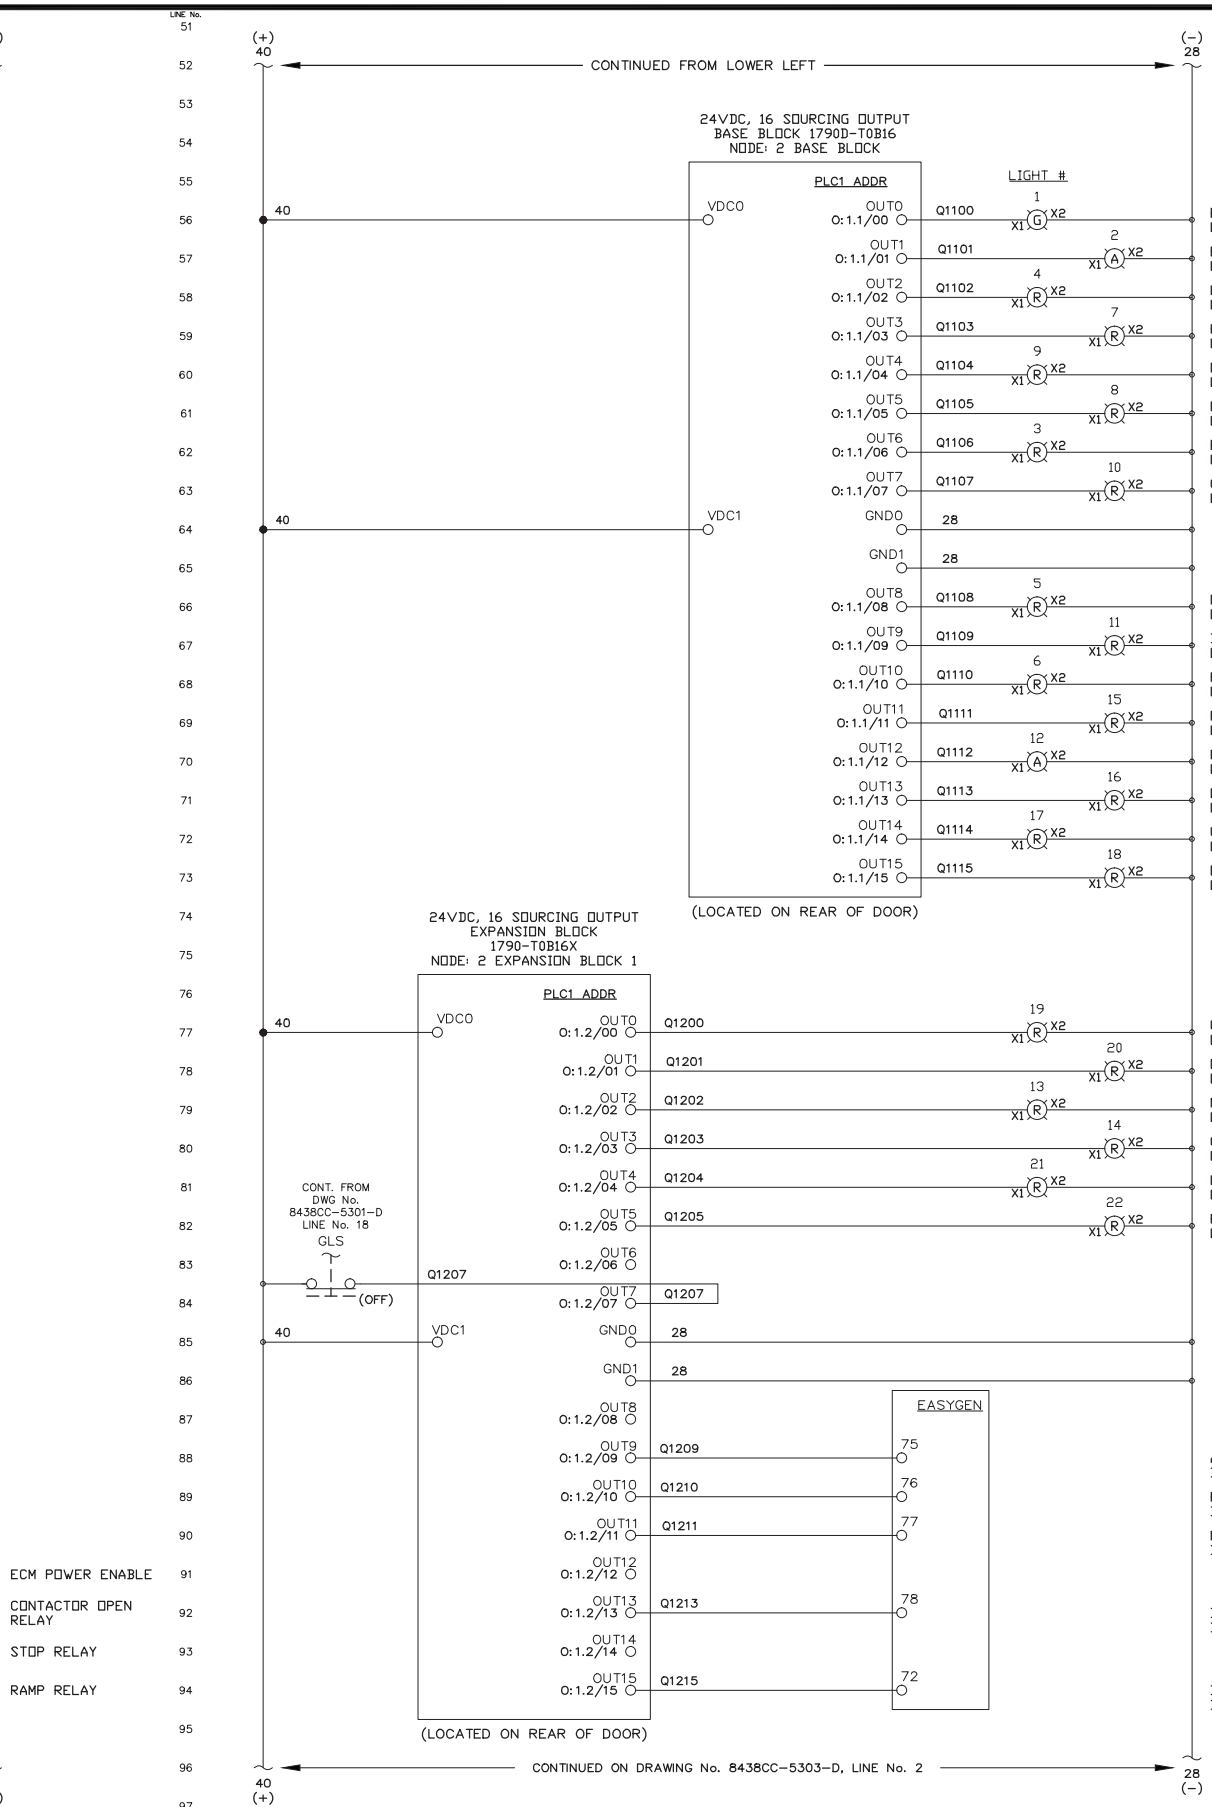 LINE No.
51
(+) (-)
40 28
52 CONTINUED FROM LOWER LEFT
53
24VDC, 16 SOURCING OUTPUT
BASE BLOCK 1790D-T0B16
54
NODE: 2 BASE BLOCK
55 PLC1 ADDR LIGHT #
56 40 VDC0 OUT0 O:1.1/00 Q1100 1 X1 G X2
57 OUT1 O:1.1/01 Q1101 2 X1 A X2
58 OUT2 O:1.1/02 Q1102 4 X1 R X2
59 OUT3 O:1.1/03 Q1103 7 X1 R X2
60 OUT4 O:1.1/04 Q1104 9 X1 R X2
61 OUT5 O:1.1/05 Q1105 8 X1 R X2
62 OUT6 O:1.1/06 Q1106 3 X1 R X2
63 OUT7 O:1.1/07 Q1107 10 X1 R X2
64 40 VDC1 GND0 28
65 GND1 28
66 OUT8 O:1.1/08 Q1108 5 X1 R X2
67 OUT9 O:1.1/09 Q1109 11 X1 R X2
68 OUT10 O:1.1/10 Q1110 6 X1 R X2
69 OUT11 O:1.1/11 Q1111 15 X1 R X2
70 OUT12 O:1.1/12 Q1112 12 X1 A X2
71 OUT13 O:1.1/13 Q1113 16 X1 R X2
72 OUT14 O:1.1/14 Q1114 17 X1 R X2
73 OUT15 O:1.1/15 Q1115 18 X1 R X2
(LOCATED ON REAR OF DOOR)
74
24VDC, 16 SOURCING OUTPUT
EXPANSION BLOCK
1790-T0B16X
75
NODE: 2 EXPANSION BLOCK 1
76 PLC1 ADDR
77 40 VDC0 OUT0 O:1.2/00 Q1200 19 X1 R X2
78 OUT1 O:1.2/01 Q1201 20 X1 R X2
79 OUT2 O:1.2/02 Q1202 13 X1 R X2
80 OUT3 O:1.2/03 Q1203 14 X1 R X2
81 OUT4 O:1.2/04 Q1204 21 X1 R X2
CONT. FROM
DWG No.
8438CC-5301-D
LINE No. 18
82 OUT5 O:1.2/05 Q1205 22 X1 R X2
GLS
83 OUT6 O:1.2/06
Q1207
(OFF)
84 OUT7 O:1.2/07 Q1207
85 40 VDC1 GND0 28
86 GND1 28
EASYGEN
87 OUT8 O:1.2/08
88 OUT9 O:1.2/09 Q1209 75
89 OUT10 O:1.2/10 Q1210 76
90 OUT11 O:1.2/11 Q1211 77
ECM POWER ENABLE 91 OUT12 O:1.2/12
CONTACTOR OPEN
RELAY
92 OUT13 O:1.2/13 Q1213 78
STOP RELAY 93 OUT14 O:1.2/14
RAMP RELAY 94 OUT15 O:1.2/15 Q1215 72
95 (LOCATED ON REAR OF DOOR)
96 CONTINUED ON DRAWING No. 8438CC-5303-D, LINE No. 2
40 28
(+) (-)
97